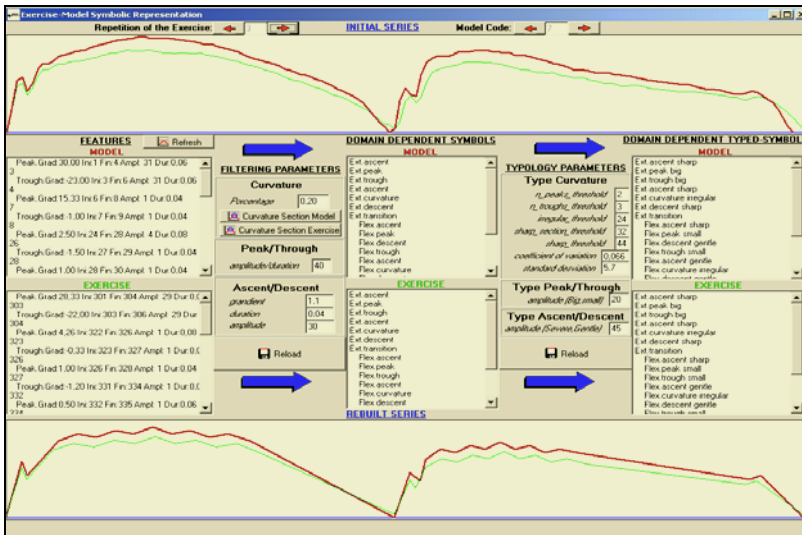 Exercise-Model Symbolic Representation
Repetition of the Exercise:
INITIAL SERIES
Model Code:
FEATURES
Refresh
MODEL
Peak.Grad:30.00 Ini:1 Fin:4 Ampl: 31 Dur:0.06
3
Trough.Grad:-23.00 Ini:3 Fin:6 Ampl: 31 Dur:0.06
4
Peak.Grad:15.33 Ini:6 Fin:8 Ampl: 1 Dur:0.04
7
Trough.Grad:-1.00 Ini:7 Fin:9 Ampl: 1 Dur:0.04
8
Peak.Grad:2.50 Ini:24 Fin:28 Ampl: 4 Dur:0.08
26
Trough.Grad:-1.50 Ini:27 Fin:29 Ampl: 1 Dur:0.04
28
Peak.Grad:1.00 Ini:28 Fin:30 Ampl: 1 Dur:0.04
EXERCISE
Peak.Grad:28,33 Ini:301 Fin:304 Ampl: 29 Dur:0.
303
Trough.Grad:-22,00 Ini:303 Fin:306 Ampl: 29 Dur
304
Peak.Grad:4,26 Ini:322 Fin:326 Ampl: 1 Dur:0,08
323
Trough.Grad:-0,33 Ini:323 Fin:327 Ampl: 1 Dur:0.0
326
Peak.Grad:1.00 Ini:326 Fin:328 Ampl: 1 Dur:0.04
327
Trough.Grad:-1.20 Ini:331 Fin:334 Ampl: 1 Dur:0.0
332
Peak.Grad:0.50 Ini:332 Fin:335 Ampl: 1 Dur:0.06
334
FILTERING PARAMETERS
Curvature
Porcentage 0.20
Curvature Section Model
Curvature Section Exercise
Peak/Through
amplitude/duration 40
Ascent/Descent
grandient 1.1
duration 0.04
amplitude 30
Reload
DOMAIN DEPENDENT SYMBOLS
MODEL
Ext.ascent
Ext.peak
Ext.trough
Ext.ascent
Ext.curvature
Ext.descent
Ext.transition
Flex.ascent
Flex.peak
Flex.descent
Flex.trough
Flex.ascent
Flex.curvature
EXERCISE
Ext.ascent
Ext.peak
Ext.trough
Ext.ascent
Ext.curvature
Ext.descent
Ext.transition
Flex.ascent
Flex.peak
Flex.trough
Flex.ascent
Flex.curvature
Flex.descent
TYPOLOGY PARAMETERS
Type Curvature
n_peaks_threshold 2
n_troughs_threshold 3
irregular_threshold 24
sharp_section_threshold 32
sharp_threshold 44
coefficient of variation 0,066
standard desviation 5,7
Type Peak/Through
amplitude (Big,small) 20
Type Ascent/Descent
amplitude (Severe,Gentle) 45
Reload
DOMAIN DEPENDENT TYPED-SYMBOL
MODEL
Ext.ascent sharp
Ext.peak big
Ext.trough big
Ext.ascent sharp
Ext.curvature irregular
Ext.descent sharp
Ext.transition
Flex.ascent sharp
Flex.peak small
Flex.descent gentle
Flex.trough small
Flex.ascent gentle
Flex.curvature irregular
EXERCISE
Ext.ascent sharp
Ext.peak big
Ext.trough big
Ext.ascent sharp
Ext.curvature irregular
Ext.descent sharp
Ext.transition
Flex.ascent sharp
Flex.peak small
Flex.trough small
Flex.ascent gentle
Flex.curvature irregular
Flex.descent gentle
Flex.trough small
REBUILT SERIES